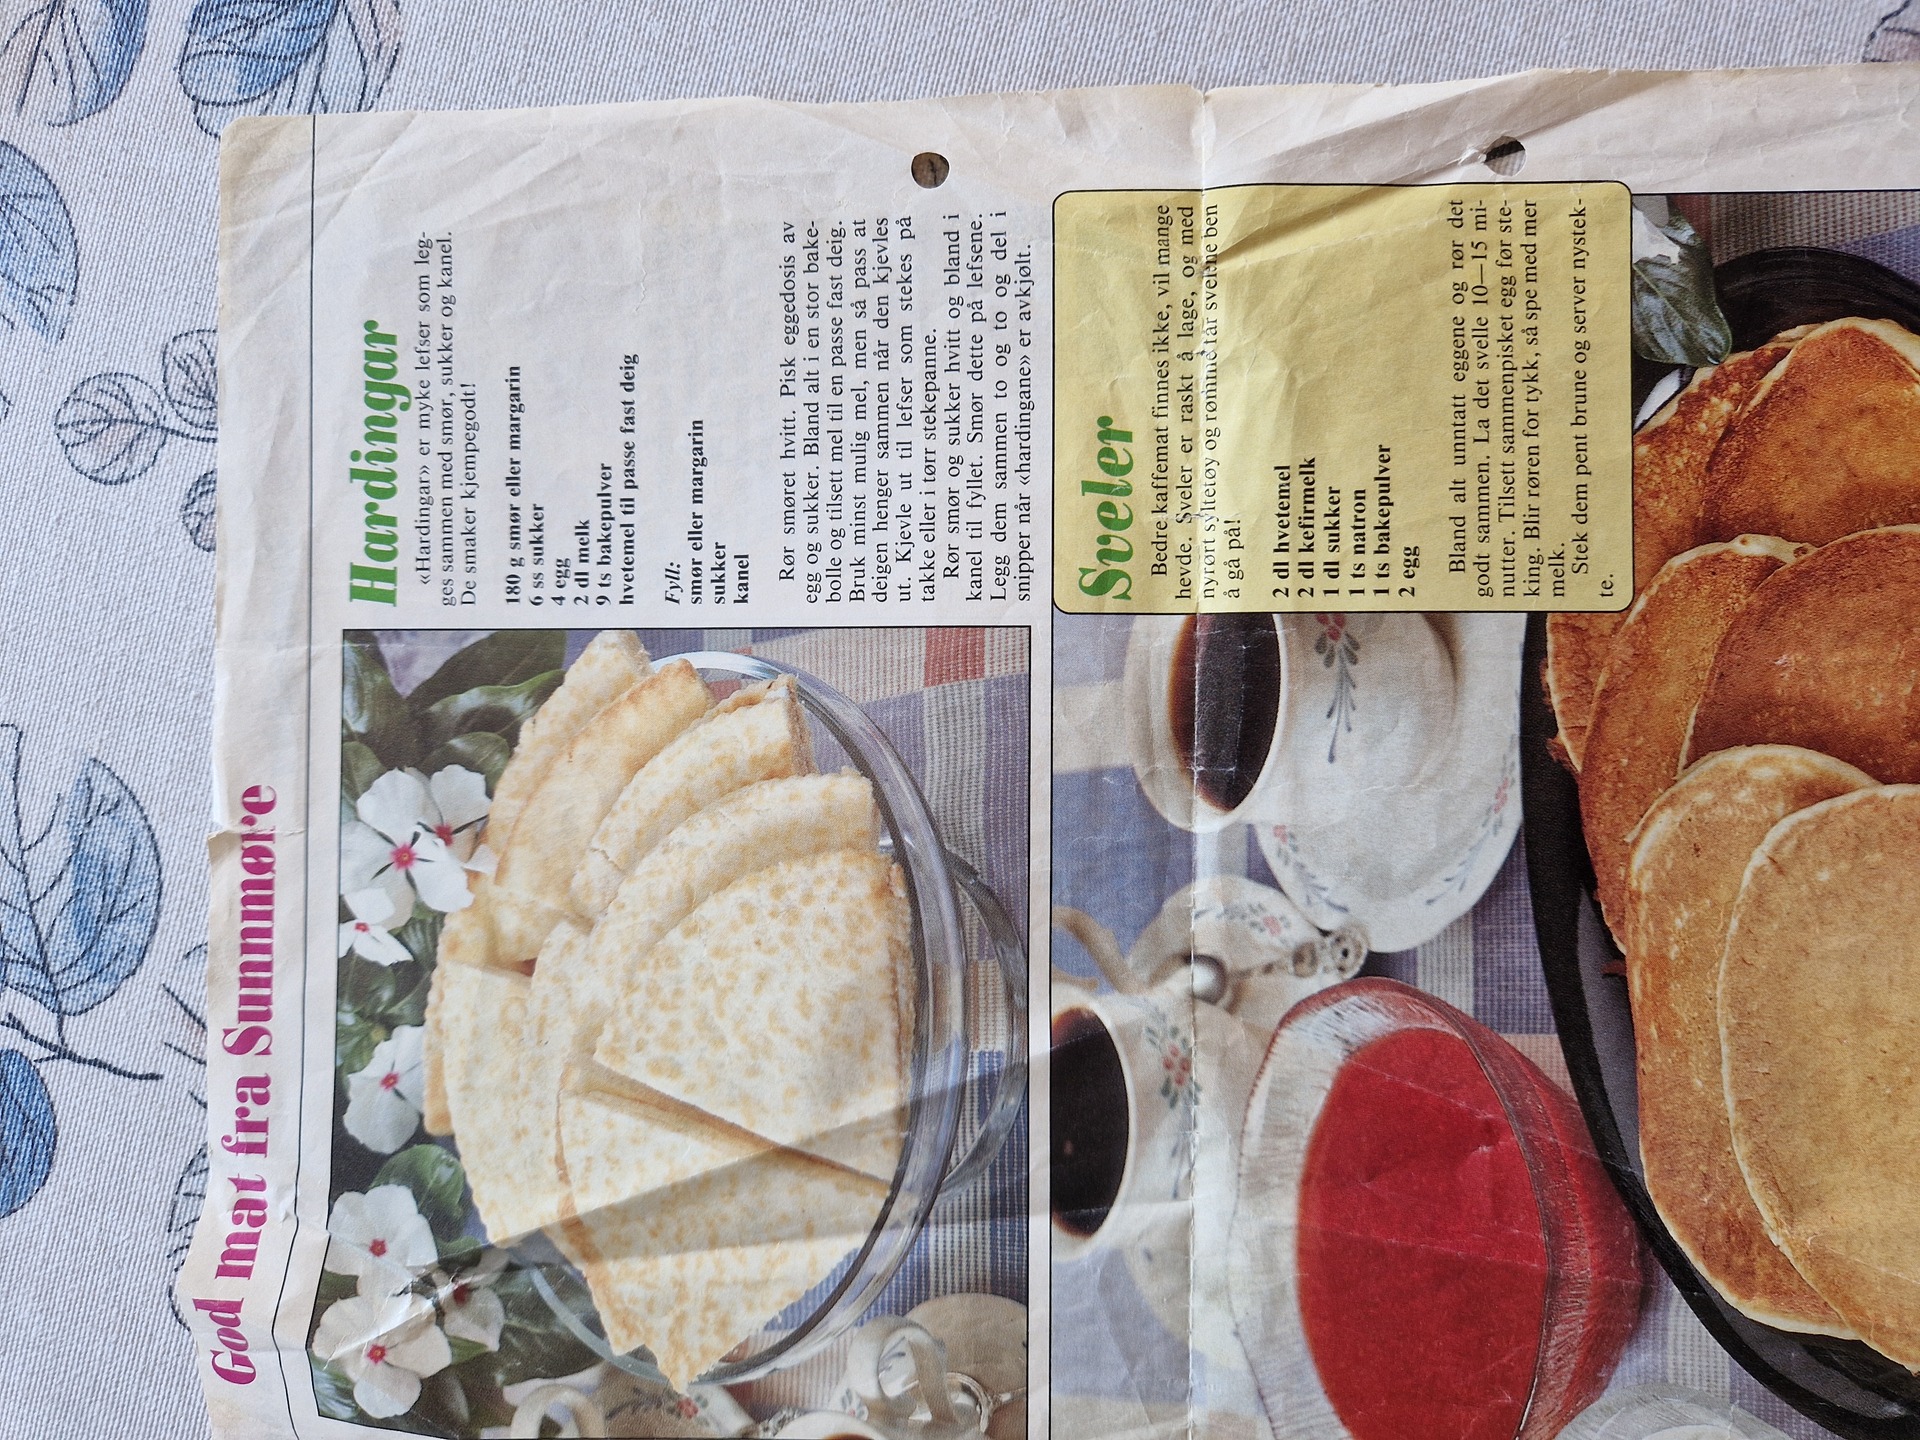 God mat fra Sunnmøre
Hardingar
«Hardingar» er myke lefser som leg-
ges sammen med smør, sukker og kanel.
De smaker kjempegodt!
180 g smør eller margarin
6 ss sukker
4 egg
2 dl melk
9 ts bakepulver
hvetemel til passe fast deig
Fyll:
smør eller margarin
sukker
kanel
Rør smøret hvitt. Pisk eggedosis av
egg og sukker. Bland alt i en stor bake-
bolle og tilsett mel til en passe fast deig.
Bruk minst mulig mel, men så pass at
deigen henger sammen når den kjevles
ut. Kjevle ut til lefser som stekes på
takke eller i tørr stekepanne.
Rør smør og sukker hvitt og bland i
kanel til fyllet. Smør dette på lefsene.
Legg dem sammen to og to og del i
snipper når «hardingane» er avkjølt.
Sveler
Bedre kaffemat finnes ikke, vil mange
hevde. Sveler er raskt å lage, og med
nyrørt syltetøy og rømme får svelene ben
å gå på!
2 dl hvetemel
2 dl kefirmelk
1 dl sukker
1 ts natron
1 ts bakepulver
2 egg
Bland alt unntatt eggene og rør det
godt sammen. La det svelle 10—15 mi-
nutter. Tilsett sammenpisket egg før ste-
king. Blir røren for tykk, så spe med mer
melk.
Stek dem pent brune og server nystek-
te.